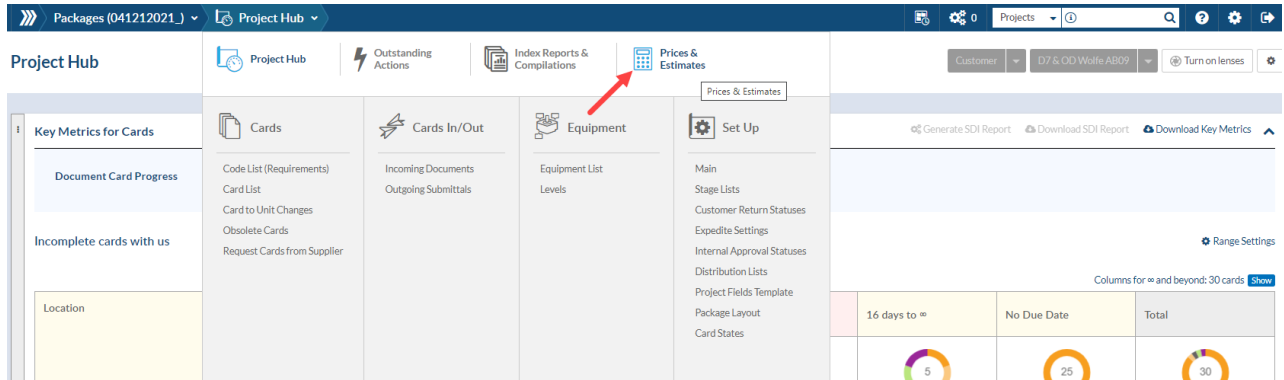 Packages (041212021_) Project Hub 0 Projects
Project Hub
Project Hub
Outstanding
Actions
Index Reports &
Compilations
Prices &
Estimates
Customer D7 & OD Wolfe AB09 Turn on lenses
Prices & Estimates
Key Metrics for Cards
Generate SDI Report Download SDI Report Download Key Metrics
Document Card Progress
Incomplete cards with us
Range Settings
Columns for ∞ and beyond: 30 cards Show
Cards
Code List (Requirements)
Card List
Card to Unit Changes
Obsolete Cards
Request Cards from Supplier
Cards In/Out
Incoming Documents
Outgoing Submittals
Equipment
Equipment List
Levels
Set Up
Main
Stage Lists
Customer Return Statuses
Expedite Settings
Internal Approval Statuses
Distribution Lists
Project Fields Template
Package Layout
Card States
Location 16 days to ∞ No Due Date Total
5 25 30